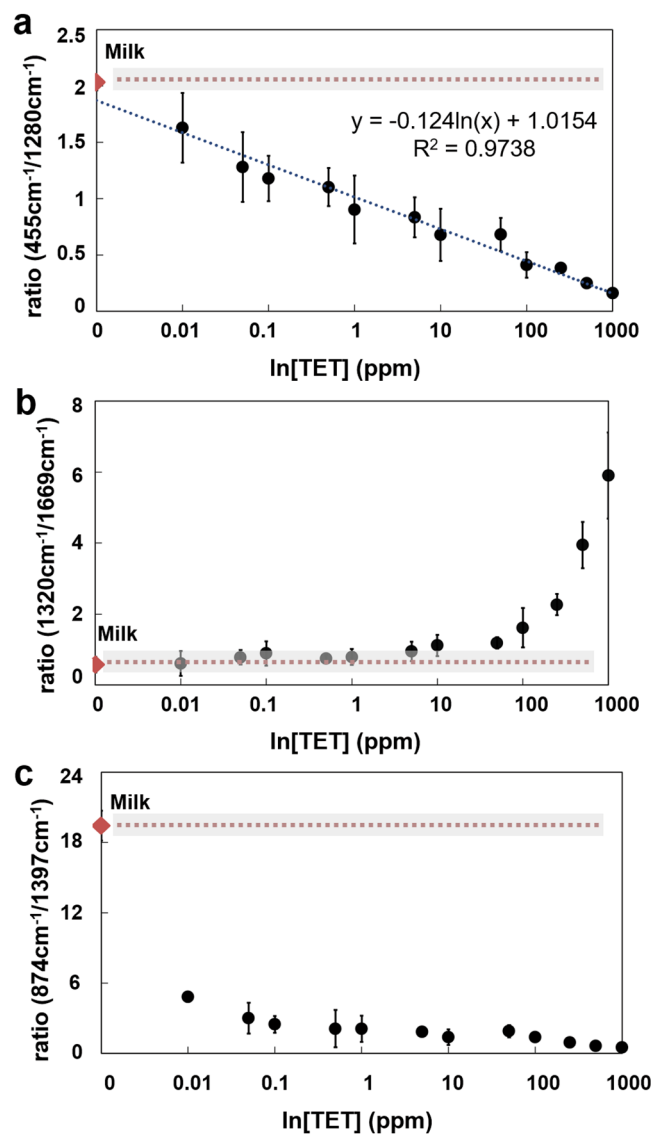 a
2.5
2
1.5
1
0.5
0
ratio (455cm⁻¹/1280cm⁻¹)
Milk
y = -0.124ln(x) + 1.0154
R² = 0.9738
0 0.01 0.1 1 10 100 1000
ln[TET] (ppm)
b
8
6
4
2
0
ratio (1320cm⁻¹/1669cm⁻¹)
Milk
0 0.01 0.1 1 10 100 1000
ln[TET] (ppm)
c
24
18
12
6
0
ratio (874cm⁻¹/1397cm⁻¹)
Milk
0 0.01 0.1 1 10 100 1000
ln[TET] (ppm)